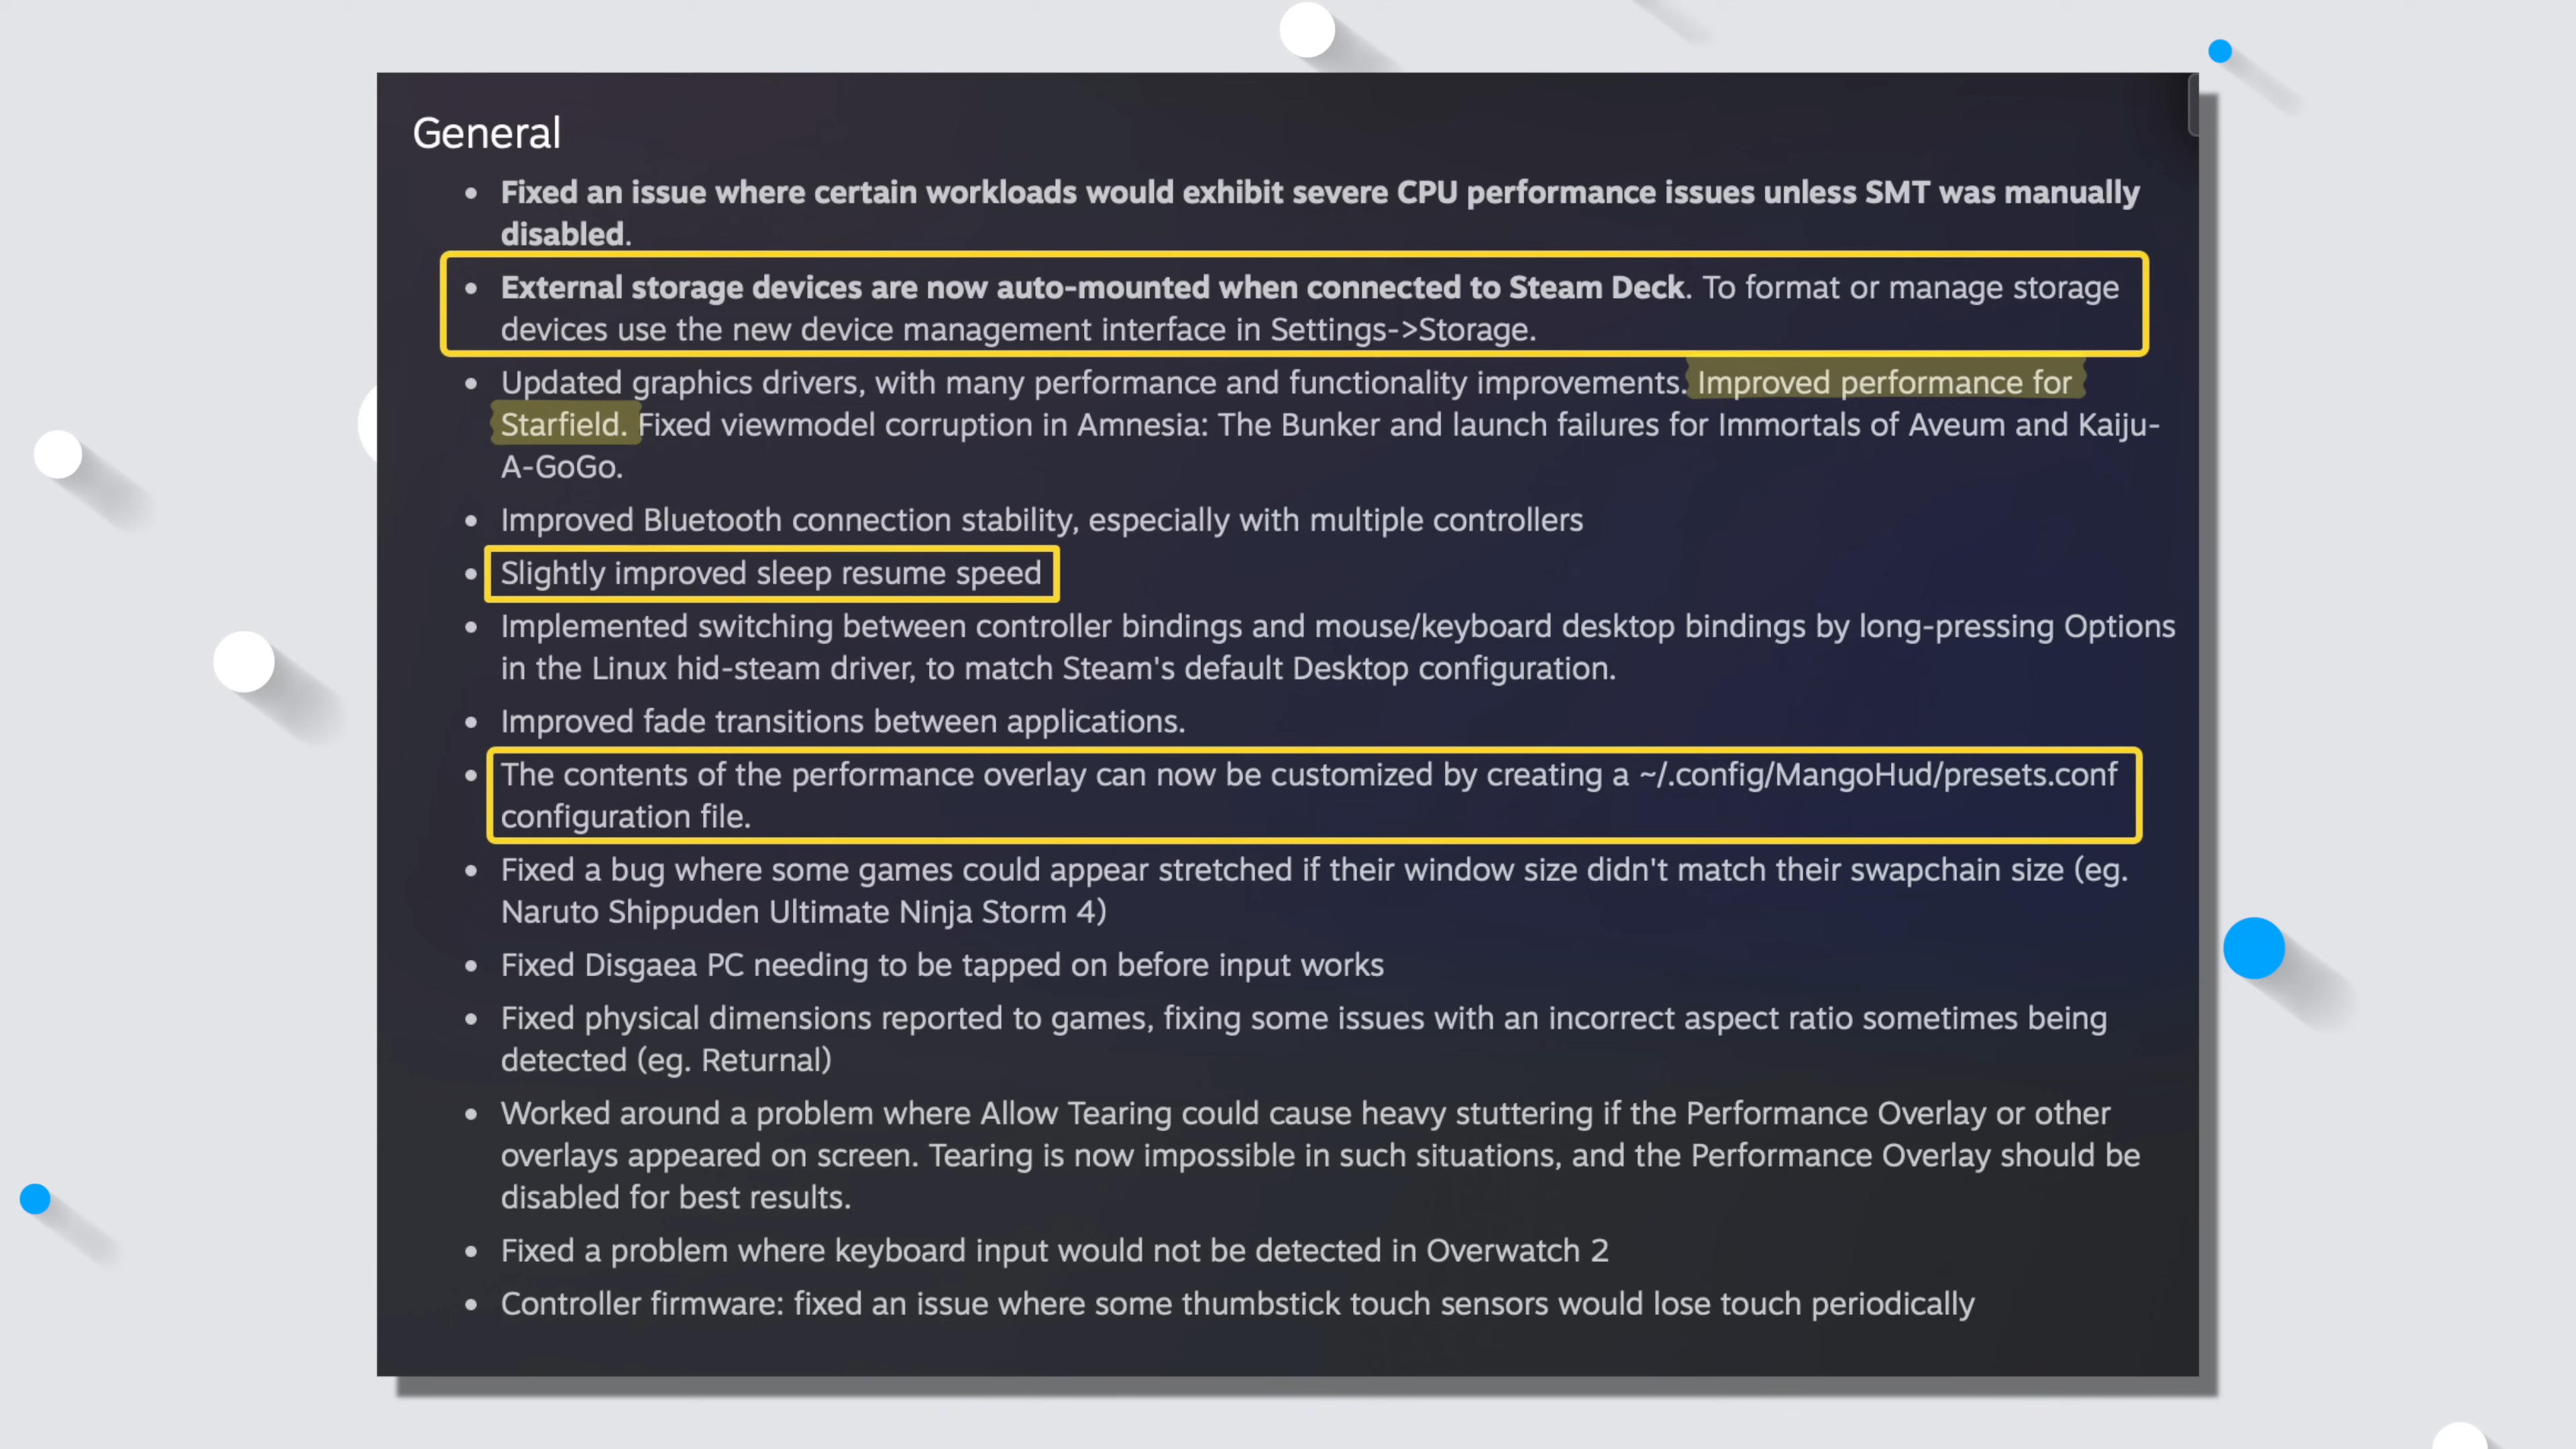 General
Fixed an issue where certain workloads would exhibit severe CPU performance issues unless SMT was manually
disabled.
External storage devices are now auto-mounted when connected to Steam Deck. To format or manage storage
devices use the new device management interface in Settings->Storage.
Updated graphics drivers, with many performance and functionality improvements. Improved performance for
Starfield. Fixed viewmodel corruption in Amnesia: The Bunker and launch failures for Immortals of Aveum and Kaiju-
A-GoGo.
Improved Bluetooth connection stability, especially with multiple controllers
Slightly improved sleep resume speed
Implemented switching between controller bindings and mouse/keyboard desktop bindings by long-pressing Options
in the Linux hid-steam driver, to match Steam's default Desktop configuration.
Improved fade transitions between applications.
The contents of the performance overlay can now be customized by creating a ~/.config/MangoHud/presets.conf
configuration file.
Fixed a bug where some games could appear stretched if their window size didn't match their swapchain size (eg.
Naruto Shippuden Ultimate Ninja Storm 4)
Fixed Disgaea PC needing to be tapped on before input works
Fixed physical dimensions reported to games, fixing some issues with an incorrect aspect ratio sometimes being
detected (eg. Returnal)
Worked around a problem where Allow Tearing could cause heavy stuttering if the Performance Overlay or other
overlays appeared on screen. Tearing is now impossible in such situations, and the Performance Overlay should be
disabled for best results.
Fixed a problem where keyboard input would not be detected in Overwatch 2
Controller firmware: fixed an issue where some thumbstick touch sensors would lose touch periodically